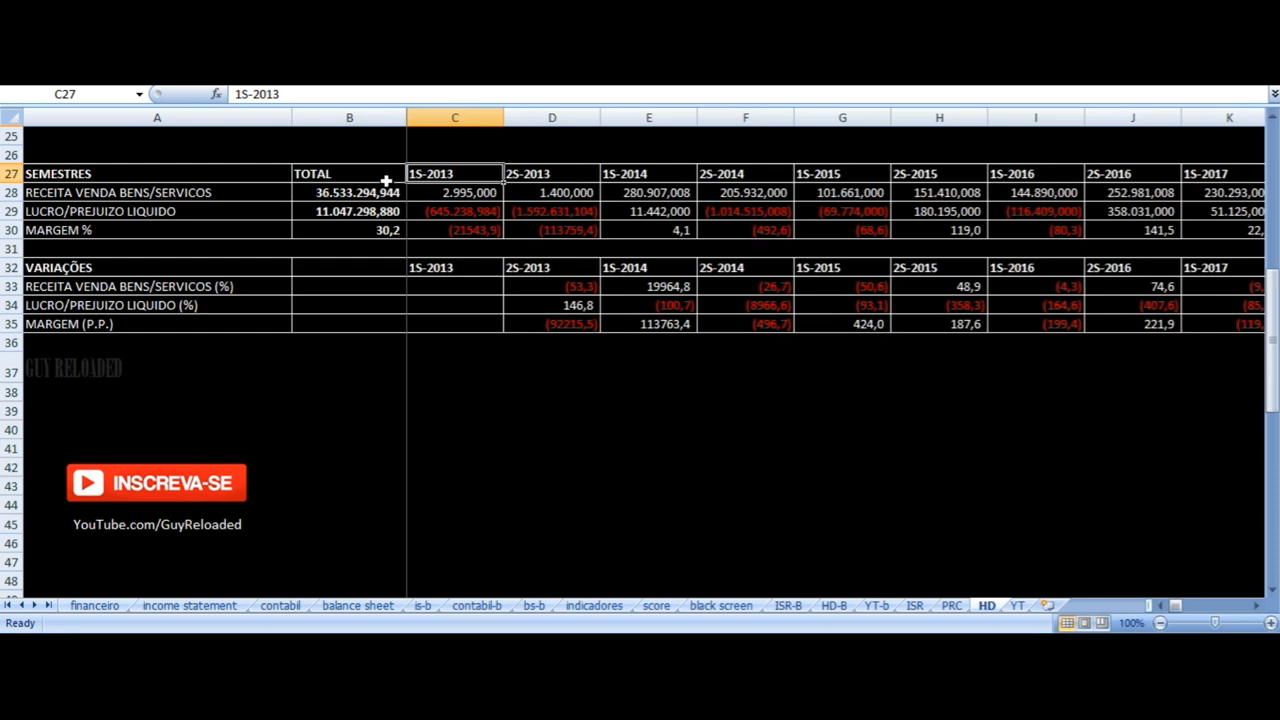 C27 fx 1S-2013
A B C D E F G H I J K
25
26
27 SEMESTRES TOTAL 1S-2013 2S-2013 1S-2014 2S-2014 1S-2015 2S-2015 1S-2016 2S-2016 1S-2017
28 RECEITA VENDA BENS/SERVICOS 36.533.294,944 2.995,000 1.400,000 280.907,008 205.932,000 101.661,000 151.410,008 144.890,000 252.981,008 230.293,00
29 LUCRO/PREJUIZO LIQUIDO 11.047.298,880 (645.238,984) (1.592.631,104) 11.442,000 (1.014.515,008) (69.774,000) 180.195,000 (116.409,000) 358.031,000 51.125,00
30 MARGEM % 30,2 (21543,9) (113759,4) 4,1 (492,6) (68,6) 119,0 (80,3) 141,5 22,
31
32 VARIAÇÕES 1S-2013 2S-2013 1S-2014 2S-2014 1S-2015 2S-2015 1S-2016 2S-2016 1S-2017
33 RECEITA VENDA BENS/SERVICOS (%) (53,3) 19964,8 (26,7) (50,6) 48,9 (4,3) 74,6 (9,
34 LUCRO/PREJUIZO LIQUIDO (%) 146,8 (100,7) (8966,6) (93,1) (358,3) (164,6) (407,6) (85,
35 MARGEM (P.P.) (92215,5) 113763,4 (496,7) 424,0 187,6 (199,4) 221,9 (119,
36
37 GUY RELOADED
38
39
40
41
42
43 INSCREVA-SE
44
45 YouTube.com/GuyReloaded
46
47
48
financeiro income statement contabil balance sheet is-b contabil-b bs-b indicadores score black screen ISR-B HD-B YT-b ISR PRC HD YT
Ready 100%